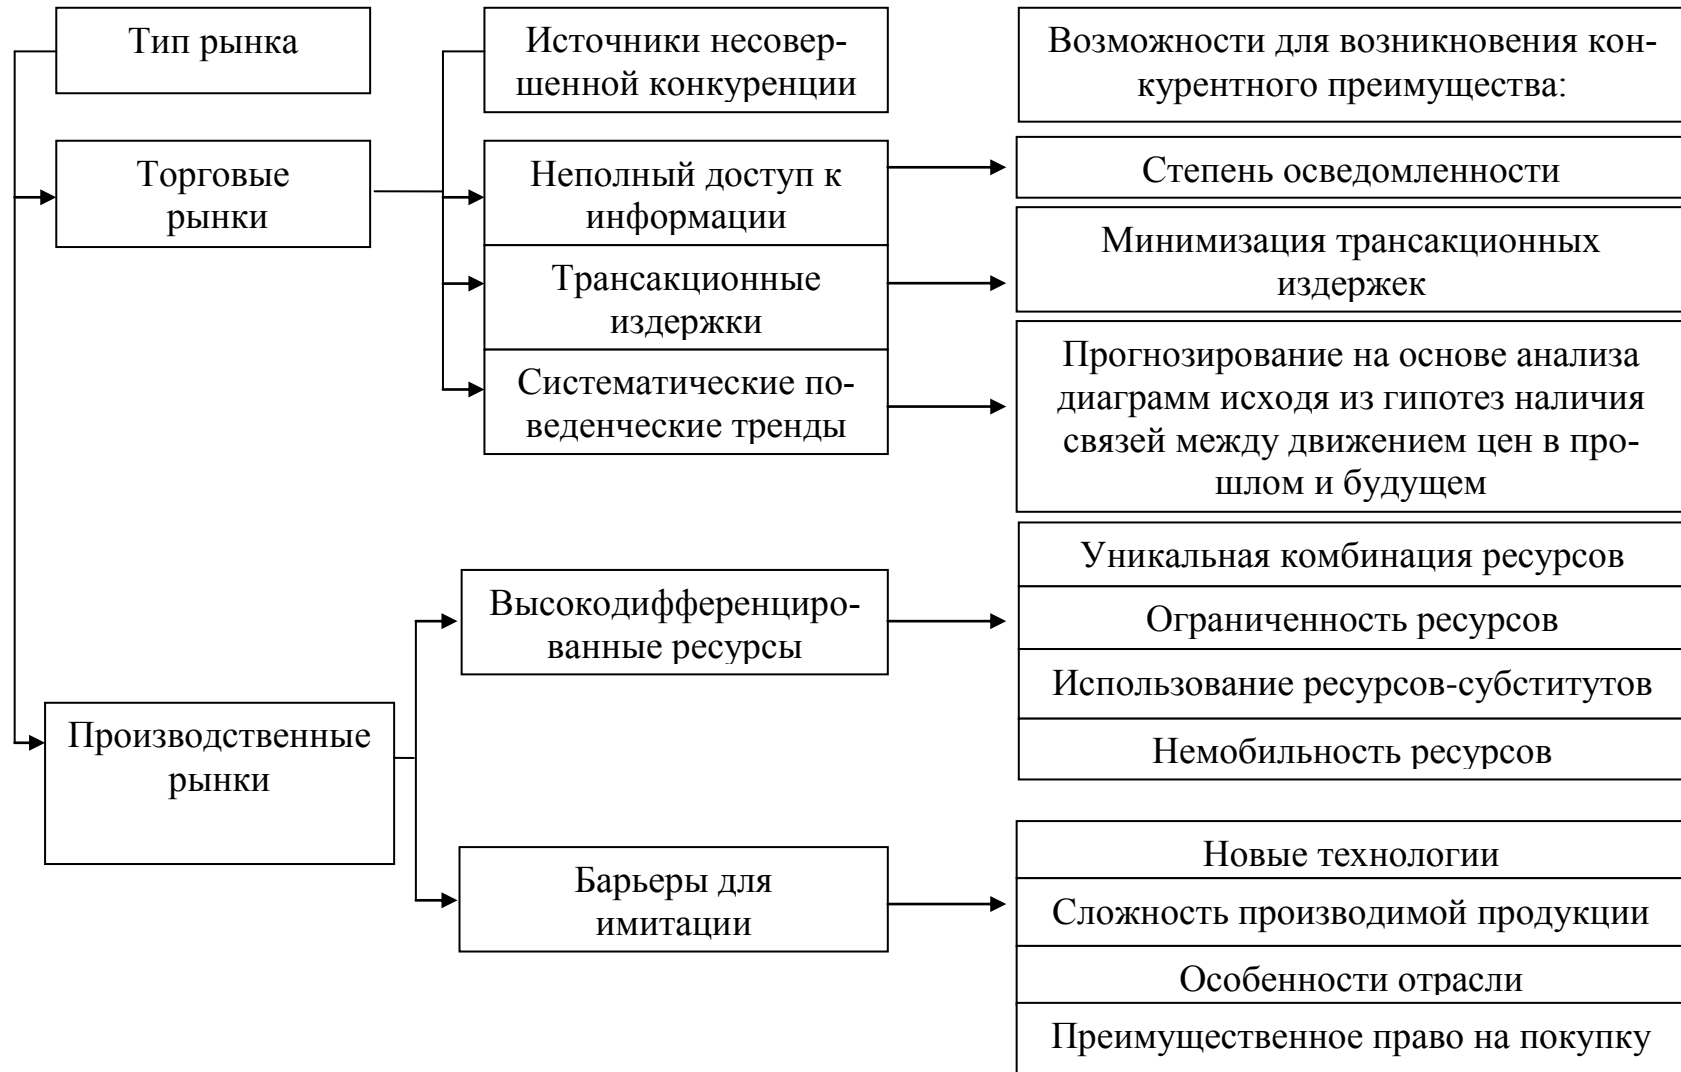 Тип рынка
Источники несовер-
шенной конкуренции
Возможности для возникновения кон-
курентного преимущества:
Торговые
рынки
Неполный доступ к
информации
Степень осведомленности
Трансакционные
издержки
Минимизация трансакционных
издержек
Систематические по-
веденческие тренды
Прогнозирование на основе анализа
диаграмм исходя из гипотез наличия
связей между движением цен в про-
шлом и будущем
Производственные
рынки
Высокодифференциро-
ванные ресурсы
Уникальная комбинация ресурсов
Ограниченность ресурсов
Использование ресурсов-субститутов
Немобильность ресурсов
Барьеры для
имитации
Новые технологии
Сложность производимой продукции
Особенности отрасли
Преимущественное право на покупку